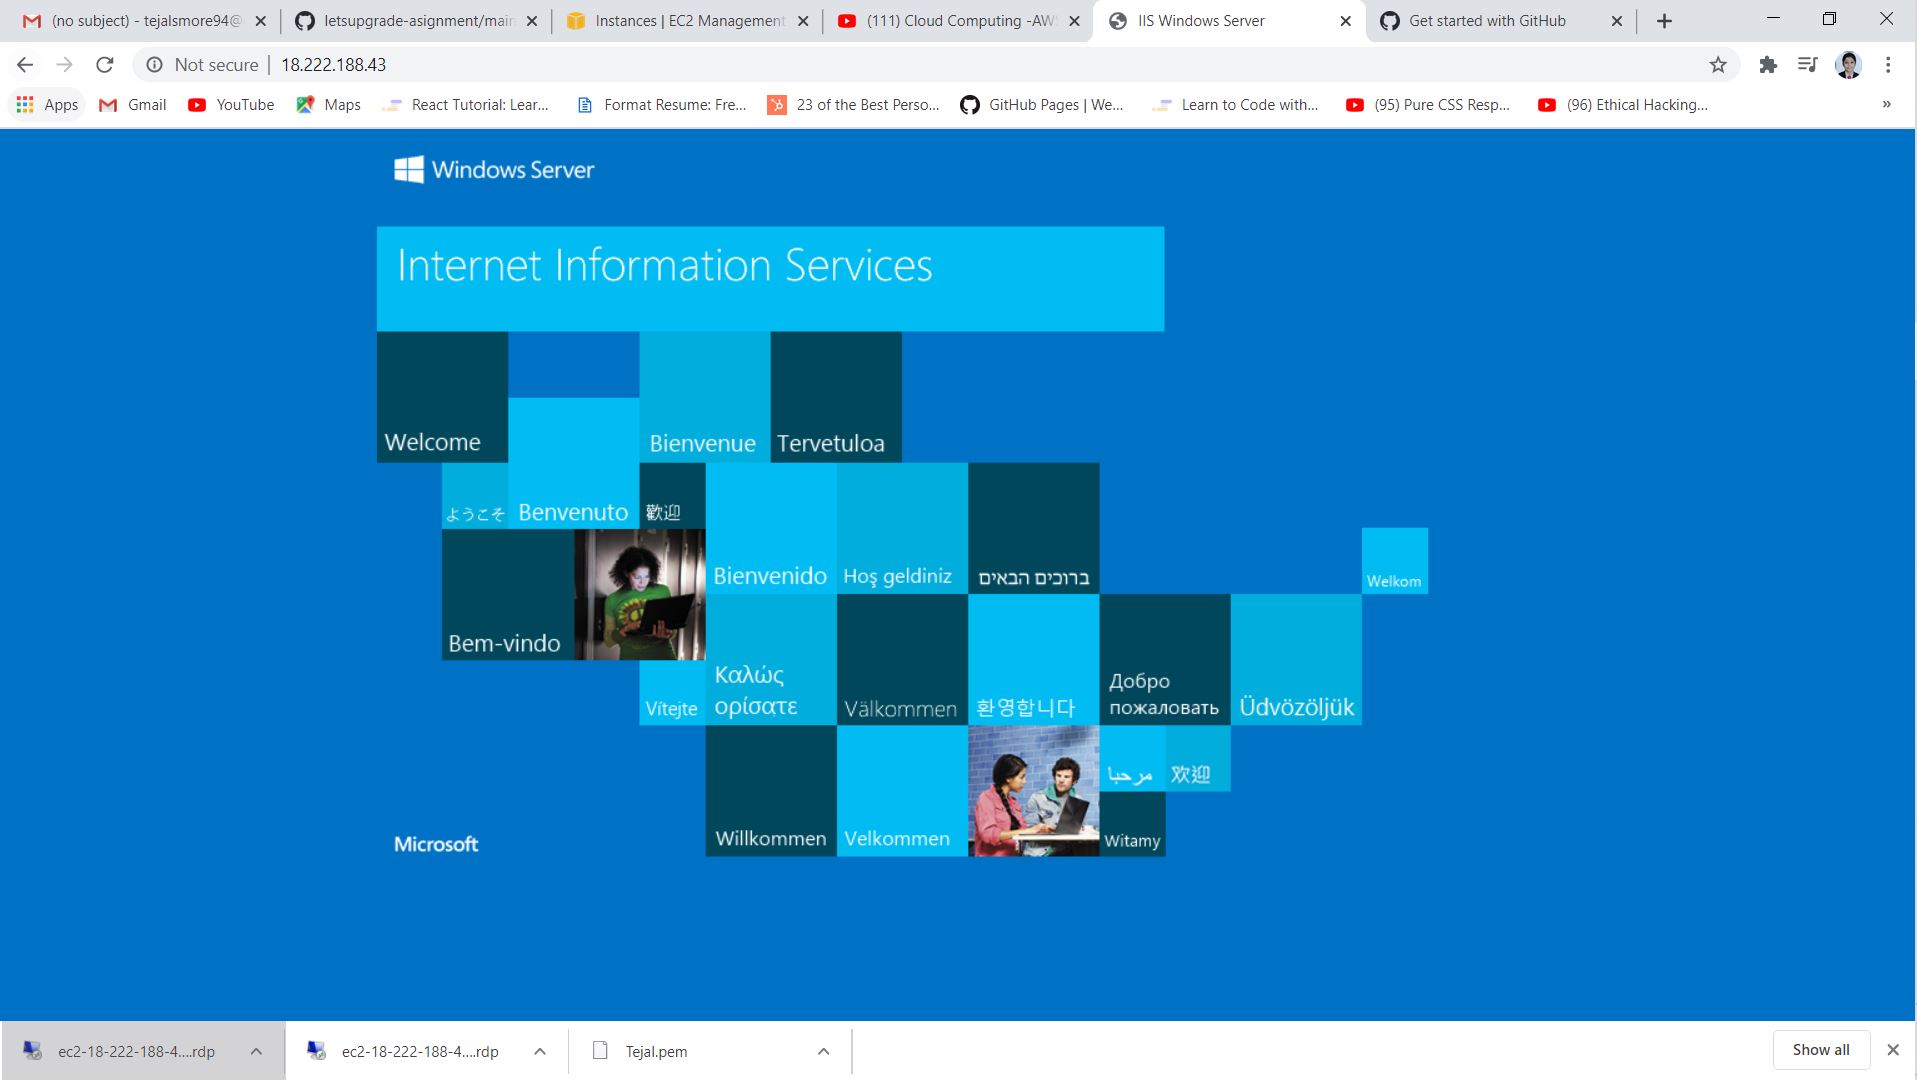 (no subject) - tejalsmore94@
letsupgrade-asignment/main
Instances | EC2 Management
(111) Cloud Computing -AWS
IIS Windows Server
Get started with GitHub
Not secure | 18.222.188.43
Apps
Gmail
YouTube
Maps
React Tutorial: Lear...
Format Resume: Fre...
23 of the Best Perso...
GitHub Pages | We...
Learn to Code with...
(95) Pure CSS Resp...
(96) Ethical Hacking...
»
Windows Server
Internet Information Services
Welcome
Bienvenue
Tervetuloa
ようこそ
Benvenuto
歡迎
Bienvenido
Hoş geldiniz
ברוכים הבאים
Welkom
Bem-vindo
Vítejte
Καλώς
ορίσατε
Välkommen
환영합니다
Добро
пожаловать
Üdvözöljük
مرحبا
欢迎
Willkommen
Velkommen
Witamy
Microsoft
ec2-18-222-188-4....rdp
ec2-18-222-188-4....rdp
Tejal.pem
Show all